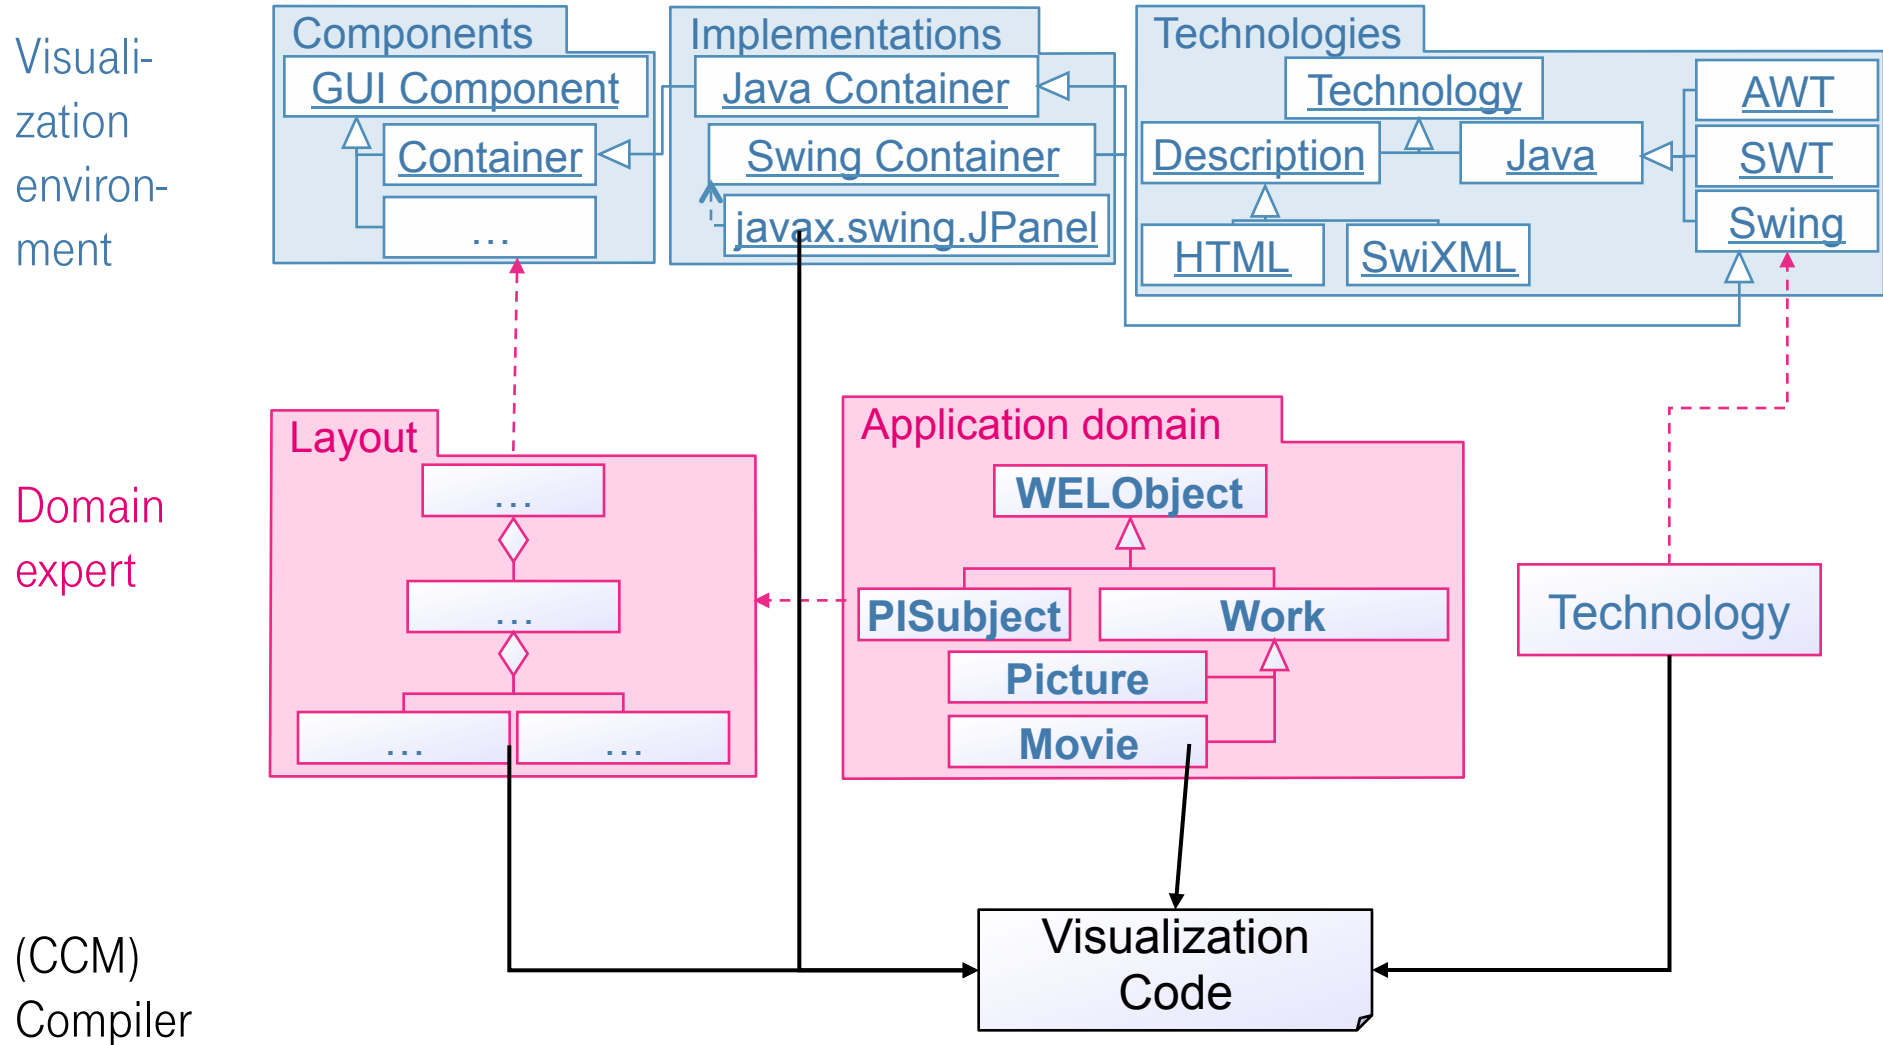 Visuali-
zation
environ-
ment
Components
GUI Component
Container
...
Implementations
Java Container
Swing Container
javax.swing.JPanel
Technologies
Technology
Description
Java
HTML
SwiXML
AWT
SWT
Swing
Domain
expert
Layout
...
...
...
...
Application domain
WELObject
PISubject
Work
Picture
Movie
Technology
(CCM)
Compiler
Visualization
Code